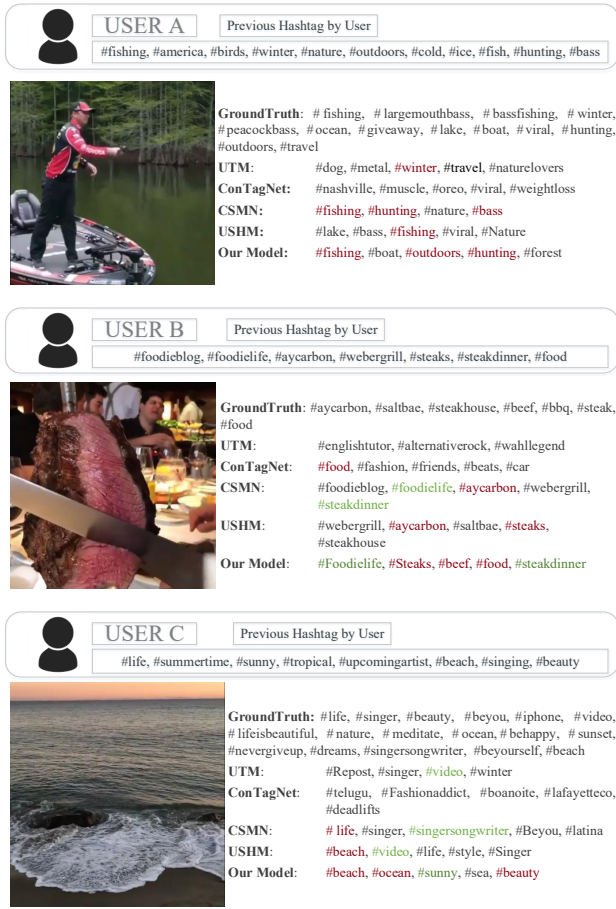 USER A
Previous Hashtag by User
#fishing, #america, #birds, #winter, #nature, #outdoors, #cold, #ice, #fish, #hunting, #bass
GroundTruth: # fishing, # largemouthbass, # bassfishing, # winter,
# peacockbass, # ocean, # giveaway, # lake, # boat, # viral, # hunting,
#outdoors, #travel
UTM: #dog, #metal, #winter, #travel, #naturelovers
ConTagNet: #nashville, #muscle, #oreo, #viral, #weightloss
CSMN: #fishing, #hunting, #nature, #bass
USHM: #lake, #bass, #fishing, #viral, #Nature
Our Model: #fishing, #boat, #outdoors, #hunting, #forest
TOYOTA
USER B
Previous Hashtag by User
#foodieblog, #foodielife, #aycarbon, #webergrill, #steaks, #steakdinner, #food
GroundTruth: #aycarbon, #saltbae, #steakhouse, #beef, #bbq, #steak,
#food
UTM: #englishtutor, #alternativerock, #wahllegend
ConTagNet: #food, #fashion, #friends, #beats, #car
CSMN: #foodieblog, #foodielife, #aycarbon, #webergrill,
#steakdinner
USHM: #webergrill, #aycarbon, #saltbae, #steaks,
#steakhouse
Our Model: #Foodielife, #Steaks, #beef, #food, #steakdinner
USER C
Previous Hashtag by User
#life, #summertime, #sunny, #tropical, #upcomingartist, #beach, #singing, #beauty
GroundTruth: #life, #singer, #beauty, #beyou, #iphone, #video,
# lifeisbeautiful, # nature, # meditate, # ocean, # behappy, # sunset,
#nevergiveup, #dreams, #singersongwriter, #beyourself, #beach
UTM: #Repost, #singer, #video, #winter
ConTagNet: #telugu, #Fashionaddict, #boanoite, #lafayetteco,
#deadlifts
CSMN: # life, #singer, #singersongwriter, #Beyou, #latina
USHM: #beach, #video, #life, #style, #Singer
Our Model: #beach, #ocean, #sunny, #sea, #beauty